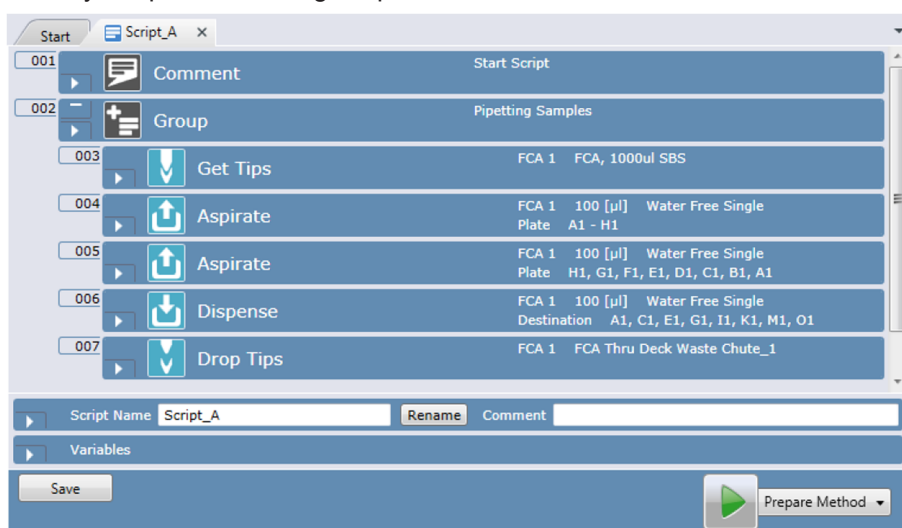 Start
Script_A
001
Comment
Start Script
002
Group
Pipetting Samples
003
Get Tips
FCA 1 FCA, 1000ul SBS
004
Aspirate
FCA 1 100 [µl] Water Free Single
Plate A1 - H1
005
Aspirate
FCA 1 100 [µl] Water Free Single
Plate H1, G1, F1, E1, D1, C1, B1, A1
006
Dispense
FCA 1 100 [µl] Water Free Single
Destination A1, C1, E1, G1, I1, K1, M1, O1
007
Drop Tips
FCA 1 FCA Thru Deck Waste Chute_1
Script Name Script_A Rename Comment
Variables
Save
Prepare Method